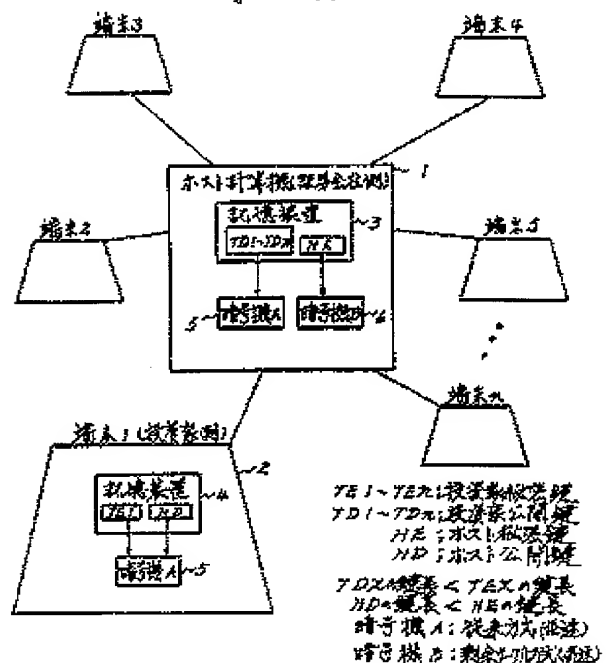 端末3
端末4
1
ホスト計算機(証券会社側)
記憶装置
3
TD1~TDn
HE
端末2
端末5
5
暗号機A
暗号機B
6
端末n
端末1(投資家側)
2
記憶装置
4
TE1
HD
暗号機A
5
TE1~TEn;投資家秘密鍵
TD1~TDn;投資家公開鍵
HE;ホスト秘密鍵
HD;ホスト公開鍵
TDXの鍵長<TEXの鍵長
HDの鍵長<HEの鍵長
暗号機A;従来方式(低速)
暗号機B;剰余テーブル方式(高速)